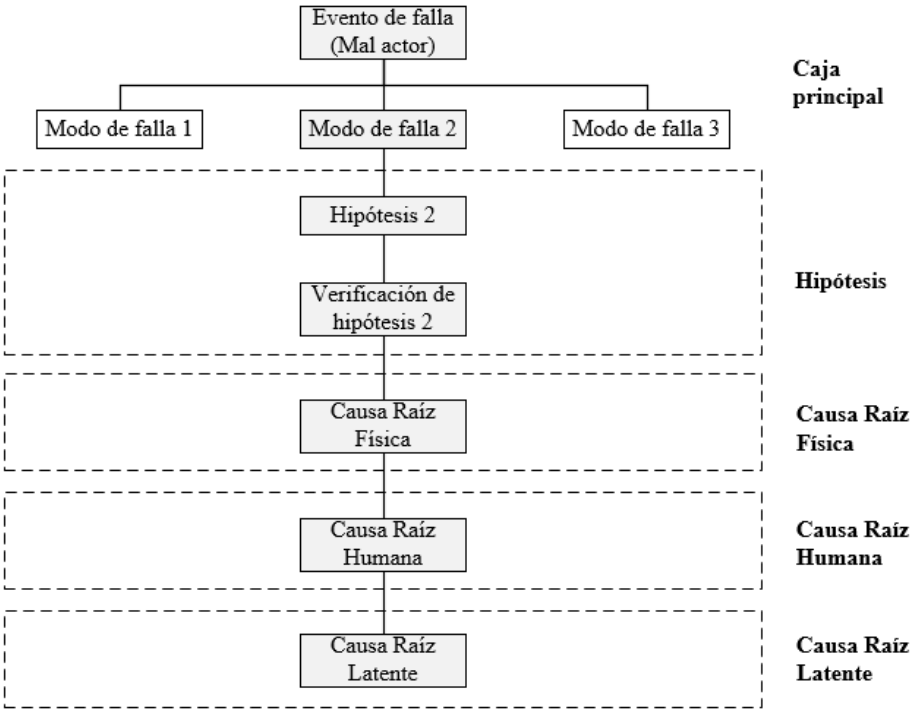 Evento de falla
(Mal actor)
Caja
principal
Modo de falla 1
Modo de falla 2
Modo de falla 3
Hipótesis 2
Hipótesis
Verificación de
hipótesis 2
Causa Raíz
Física
Causa Raíz
Física
Causa Raíz
Humana
Causa Raíz
Humana
Causa Raíz
Latente
Causa Raíz
Latente